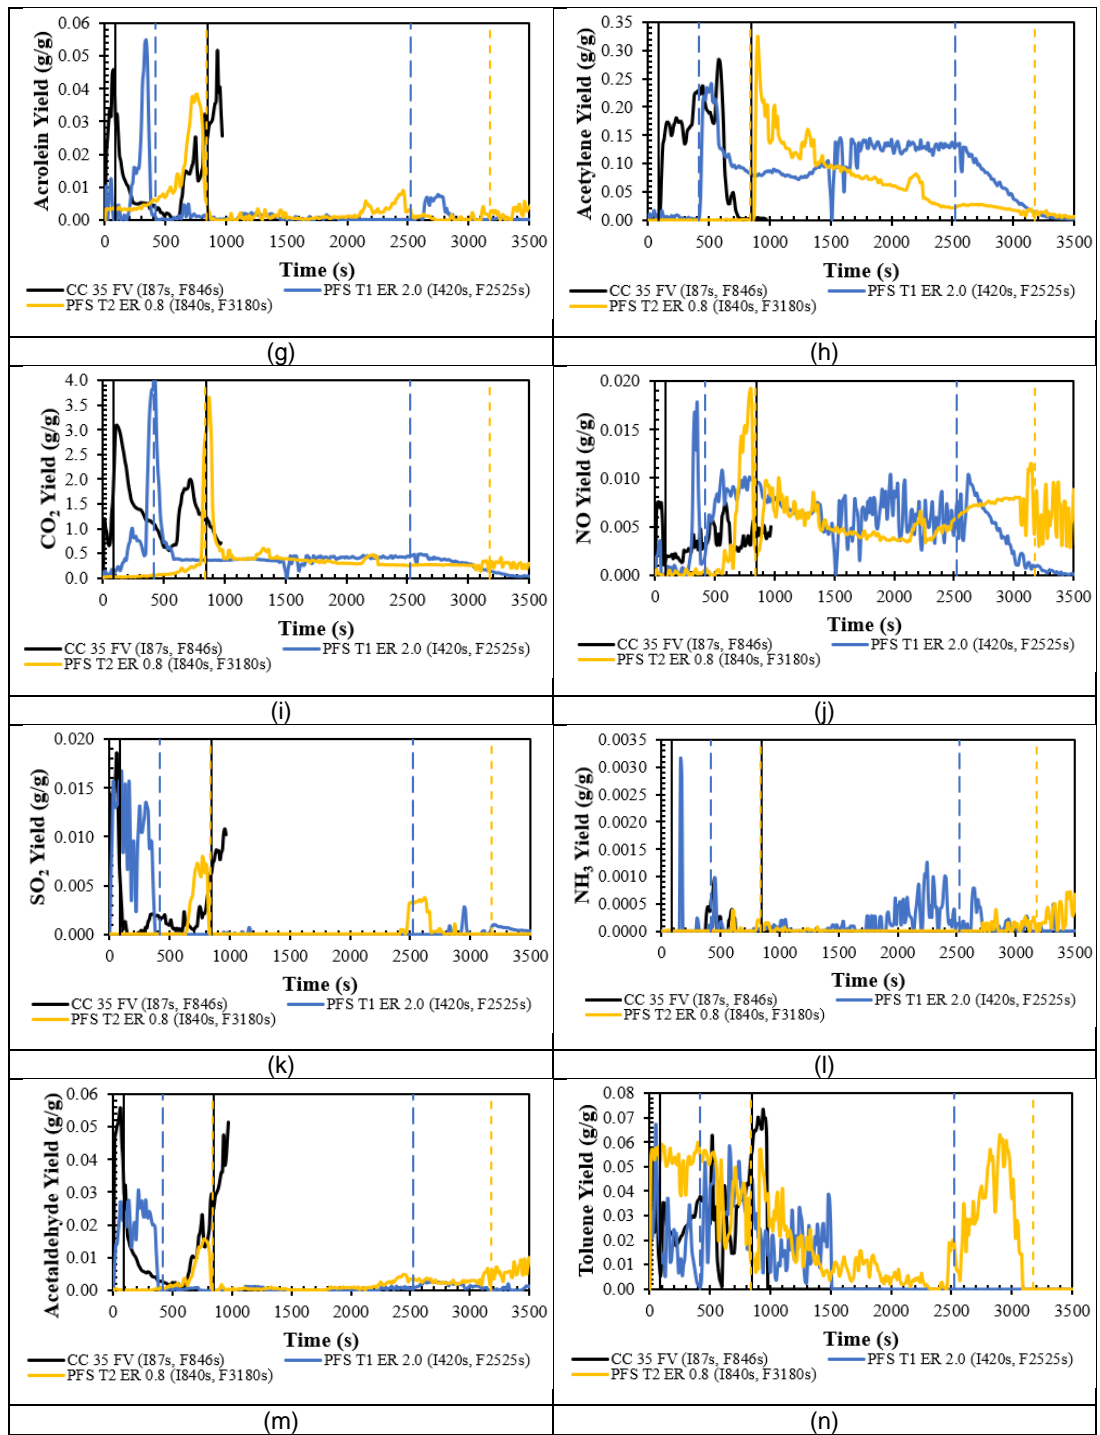 Acrolein Yield (g/g)
0.06
0.05
0.04
0.03
0.02
0.01
0.00
0 500 1000 1500 2000 2500 3000 3500
Time (s)
CC 35 FV (I87s, F846s) PFS T1 ER 2.0 (I420s, F2525s)
PFS T2 ER 0.8 (I840s, F3180s)
(g)
Acetylene Yield (g/g)
0.35
0.30
0.25
0.20
0.15
0.10
0.05
0.00
0 500 1000 1500 2000 2500 3000 3500
Time (s)
CC 35 FV (I87s, F846s) PFS T1 ER 2.0 (I420s, F2525s)
PFS T2 ER 0.8 (I840s, F3180s)
(h)
CO₂ Yield (g/g)
4.0
3.5
3.0
2.5
2.0
1.5
1.0
0.5
0.0
0 500 1000 1500 2000 2500 3000 3500
Time (s)
CC 35 FV (I87s, F846s) PFS T1 ER 2.0 (I420s, F2525s)
PFS T2 ER 0.8 (I840s, F3180s)
(i)
NO Yield (g/g)
0.020
0.015
0.010
0.005
0.000
0 500 1000 1500 2000 2500 3000 3500
Time (s)
CC 35 FV (I87s, F846s) PFS T1 ER 2.0 (I420s, F2525s)
PFS T2 ER 0.8 (I840s, F3180s)
(j)
SO₂ Yield (g/g)
0.020
0.015
0.010
0.005
0.000
0 500 1000 1500 2000 2500 3000 3500
Time (s)
CC 35 FV (I87s, F846s) PFS T1 ER 2.0 (I420s, F2525s)
PFS T2 ER 0.8 (I840s, F3180s)
(k)
NH₃ Yield (g/g)
0.0035
0.0030
0.0025
0.0020
0.0015
0.0010
0.0005
0.0000
0 500 1000 1500 2000 2500 3000 3500
Time (s)
CC 35 FV (I87s, F846s) PFS T1 ER 2.0 (I420s, F2525s)
PFS T2 ER 0.8 (I840s, F3180s)
(l)
Acetaldehyde Yield (g/g)
0.06
0.05
0.04
0.03
0.02
0.01
0.00
0 500 1000 1500 2000 2500 3000 3500
Time (s)
CC 35 FV (I87s, F846s) PFS T1 ER 2.0 (I420s, F2525s)
PFS T2 ER 0.8 (I840s, F3180s)
(m)
Toluene Yield (g/g)
0.08
0.07
0.06
0.05
0.04
0.03
0.02
0.01
0.00
0 500 1000 1500 2000 2500 3000 3500
Time (s)
CC 35 FV (I87s, F846s) PFS T1 ER 2.0 (I420s, F2525s)
PFS T2 ER 0.8 (I840s, F3180s)
(n)